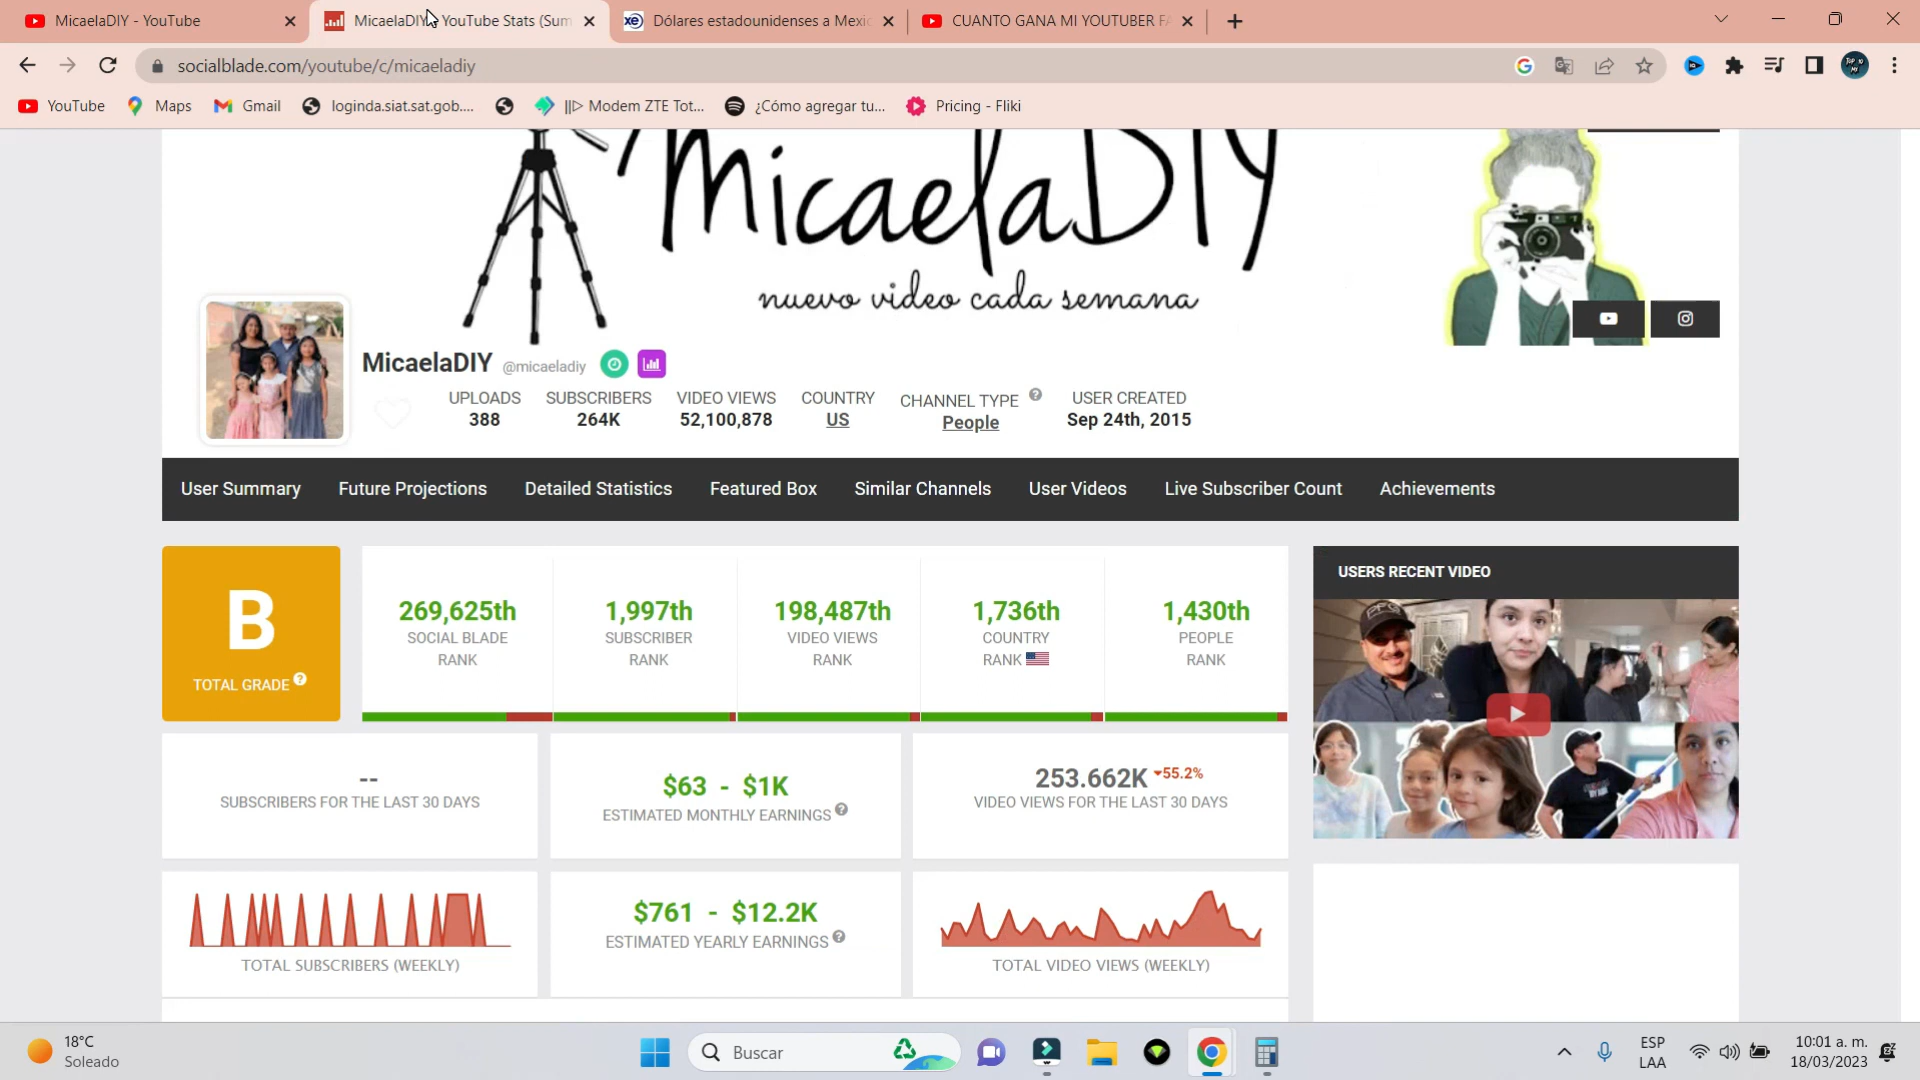 MicaelaDIY - YouTube
MicaelaDIY YouTube Stats (Sum
Dólares estadounidenses a Mexic
CUANTO GANA MI YOUTUBER FA
socialblade.com/youtube/c/micaeladiy
YouTube
Maps
Gmail
loginda.siat.sat.gob....
||▷ Modem ZTE Tot...
¿Cómo agregar tu...
Pricing - Fliki
MicaelaDIY
nuevo video cada semana
MicaelaDIY @micaeladiy
UPLOADS
388
SUBSCRIBERS
264K
VIDEO VIEWS
52,100,878
COUNTRY
US
CHANNEL TYPE
People
USER CREATED
Sep 24th, 2015
User Summary
Future Projections
Detailed Statistics
Featured Box
Similar Channels
User Videos
Live Subscriber Count
Achievements
B
TOTAL GRADE
269,625th
SOCIAL BLADE
RANK
1,997th
SUBSCRIBER
RANK
198,487th
VIDEO VIEWS
RANK
1,736th
COUNTRY
RANK
1,430th
PEOPLE
RANK
USERS RECENT VIDEO
--
SUBSCRIBERS FOR THE LAST 30 DAYS
$63 - $1K
ESTIMATED MONTHLY EARNINGS
253.662K 55.2%
VIDEO VIEWS FOR THE LAST 30 DAYS
TOTAL SUBSCRIBERS (WEEKLY)
$761 - $12.2K
ESTIMATED YEARLY EARNINGS
TOTAL VIDEO VIEWS (WEEKLY)
18°C
Soleado
Buscar
ESP
LAA
10:01 a. m.
18/03/2023